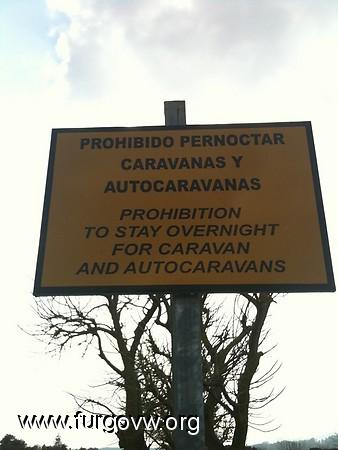 PROHIBIDO PERNOCTAR
CARAVANAS Y
AUTOCARAVANAS
PROHIBITION
TO STAY OVERNIGHT
FOR CARAVAN
AND AUTOCARAVANS
www.furgovw.org